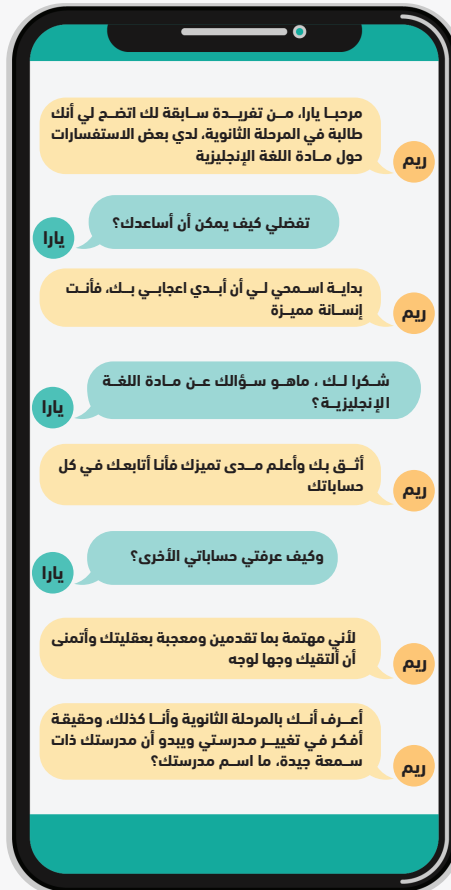 مرحبا يارا، من تغريدة سابقة لك اتضح لي أنك
طالبة في المرحلة الثانوية، لدي بعض الاستفسارات
حول مادة اللغة الإنجليزية
ريم
تفضلي كيف يمكن أن أساعدك؟
يارا
بداية اسمحي لي أن أبدي اعجابي بك، فأنت
إنسانة مميزة
ريم
شكرا لك ، ماهو سؤالك عن مادة اللغة
الإنجليزية؟
يارا
أثق بك وأعلم مدى تميزك فأنا أتابعك في كل
حساباتك
ريم
وكيف عرفتي حساباتي الأخرى؟
يارا
لأني مهتمة بما تقدمين ومعجبة بعقليتك وأتمنى
أن ألتقيك وجها لوجه
ريم
أعرف أنك بالمرحلة الثانوية وأنا كذلك، وحقيقة
أفكر في تغيير مدرستي ويبدو أن مدرستك ذات
سمعة جيدة، ما اسم مدرستك؟
ريم